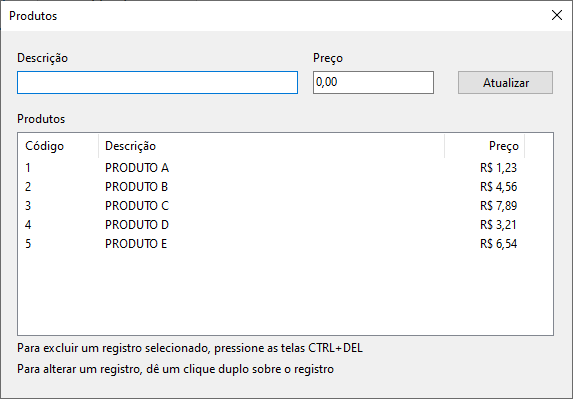 Produtos
Descrição Preço
0,00 Atualizar
Produtos
Código Descrição Preço
1 PRODUTO A R$ 1,23
2 PRODUTO B R$ 4,56
3 PRODUTO C R$ 7,89
4 PRODUTO D R$ 3,21
5 PRODUTO E R$ 6,54
Para excluir um registro selecionado, pressione as telas CTRL+DEL
Para alterar um registro, dê um clique duplo sobre o registro